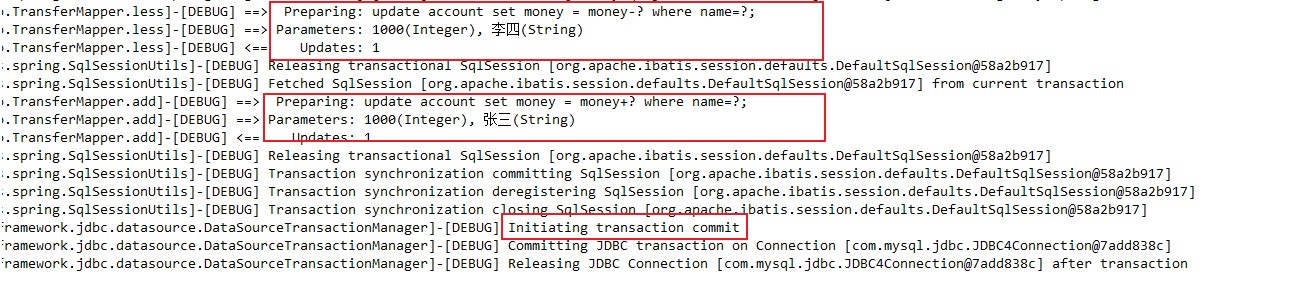 o.TransferMapper.less]-[DEBUG] ==>  Preparing: update account set money = money-? where name=?;
o.TransferMapper.less]-[DEBUG] ==> Parameters: 1000(Integer), 李四(String)
o.TransferMapper.less]-[DEBUG] <==    Updates: 1
s.spring.SqlSessionUtils]-[DEBUG] Releasing transactional SqlSession [org.apache.ibatis.session.defaults.DefaultSqlSession@58a2b917]
s.spring.SqlSessionUtils]-[DEBUG] Fetched SqlSession [org.apache.ibatis.session.defaults.DefaultSqlSession@58a2b917] from current transaction
o.TransferMapper.add]-[DEBUG] ==>  Preparing: update account set money = money+? where name=?;
o.TransferMapper.add]-[DEBUG] ==> Parameters: 1000(Integer), 张三(String)
o.TransferMapper.add]-[DEBUG] <==    Updates: 1
s.spring.SqlSessionUtils]-[DEBUG] Releasing transactional SqlSession [org.apache.ibatis.session.defaults.DefaultSqlSession@58a2b917]
s.spring.SqlSessionUtils]-[DEBUG] Transaction synchronization committing SqlSession [org.apache.ibatis.session.defaults.DefaultSqlSession@58a2b917]
s.spring.SqlSessionUtils]-[DEBUG] Transaction synchronization deregistering SqlSession [org.apache.ibatis.session.defaults.DefaultSqlSession@58a2b917]
s.spring.SqlSessionUtils]-[DEBUG] Transaction synchronization closing SqlSession [org.apache.ibatis.session.defaults.DefaultSqlSession@58a2b917]
framework.jdbc.datasource.DataSourceTransactionManager]-[DEBUG] Initiating transaction commit
framework.jdbc.datasource.DataSourceTransactionManager]-[DEBUG] Committing JDBC transaction on Connection [com.mysql.jdbc.JDBC4Connection@7add838c]
framework.jdbc.datasource.DataSourceTransactionManager]-[DEBUG] Releasing JDBC Connection [com.mysql.jdbc.JDBC4Connection@7add838c] after transaction